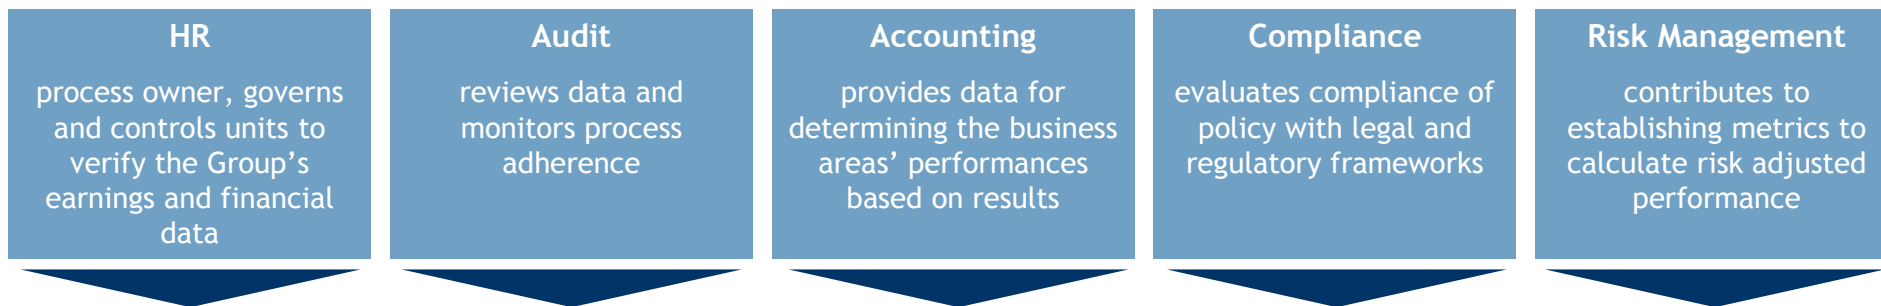 HR
process owner, governs
and controls units to
verify the Group’s
earnings and financial
data
Audit
reviews data and
monitors process
adherence
Accounting
provides data for
determining the business
areas’ performances
based on results
Compliance
evaluates compliance of
policy with legal and
regulatory frameworks
Risk Management
contributes to
establishing metrics to
calculate risk adjusted
performance